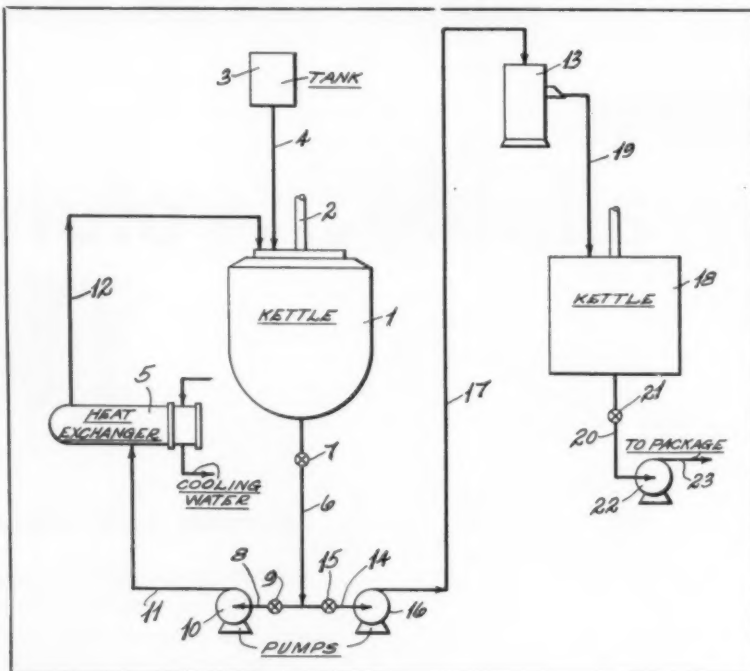 3
TANK
4
2
13
19
12
KETTLE
1
KETTLE
18
5
HEAT
EXCHANGER
17
21
7
20
TO PACKAGE
COOLING
WATER
6
22
23
8
9
15
14
11
10
16
PUMPS